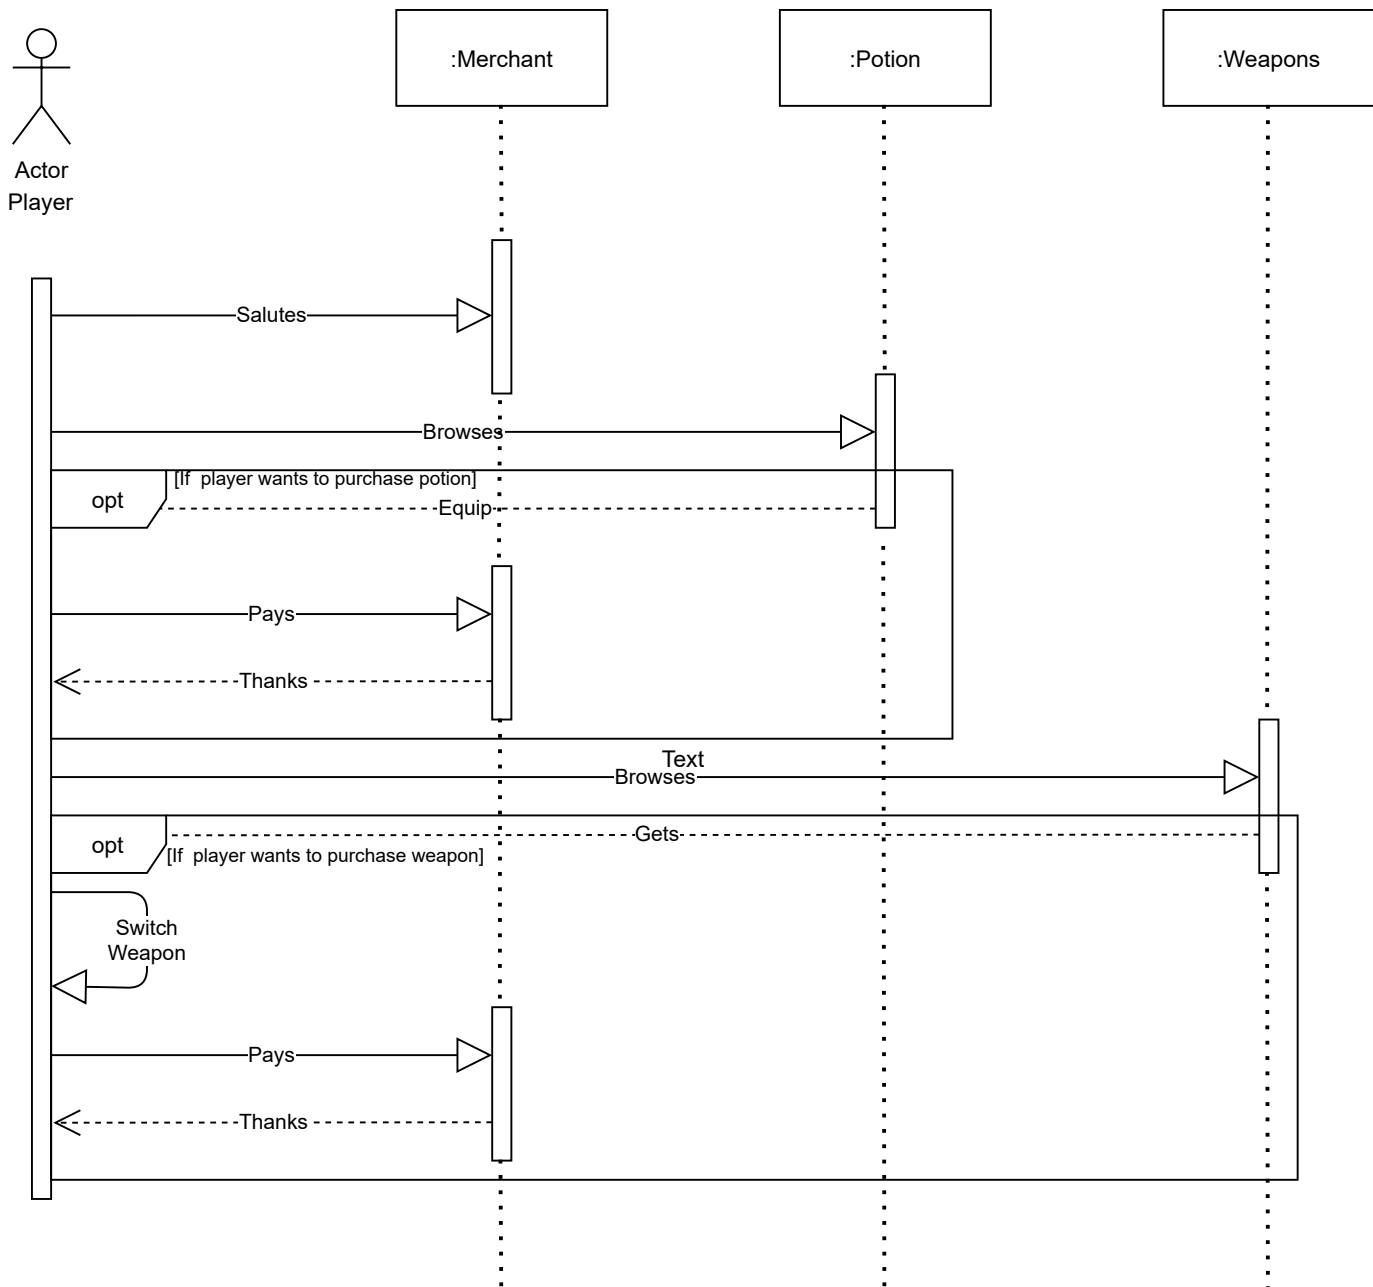 :Merchant
:Potion
:Weapons
Actor
Player
Salutes
Browses
[If  player wants to purchase potion]
opt
Equip
Pays
Thanks
Text
Browses
Gets
opt
[If  player wants to purchase weapon]
Switch
Weapon
Pays
Thanks